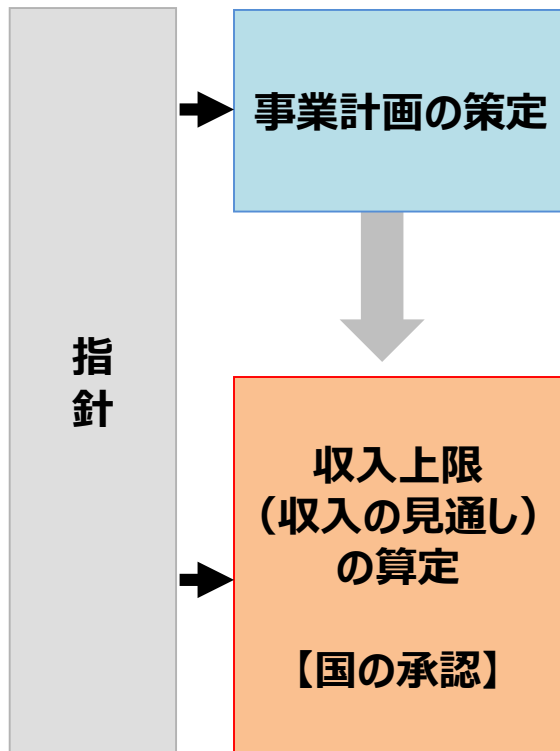 指
針
事業計画の策定
収入上限
（収入の見通し）
の算定
【国の承認】